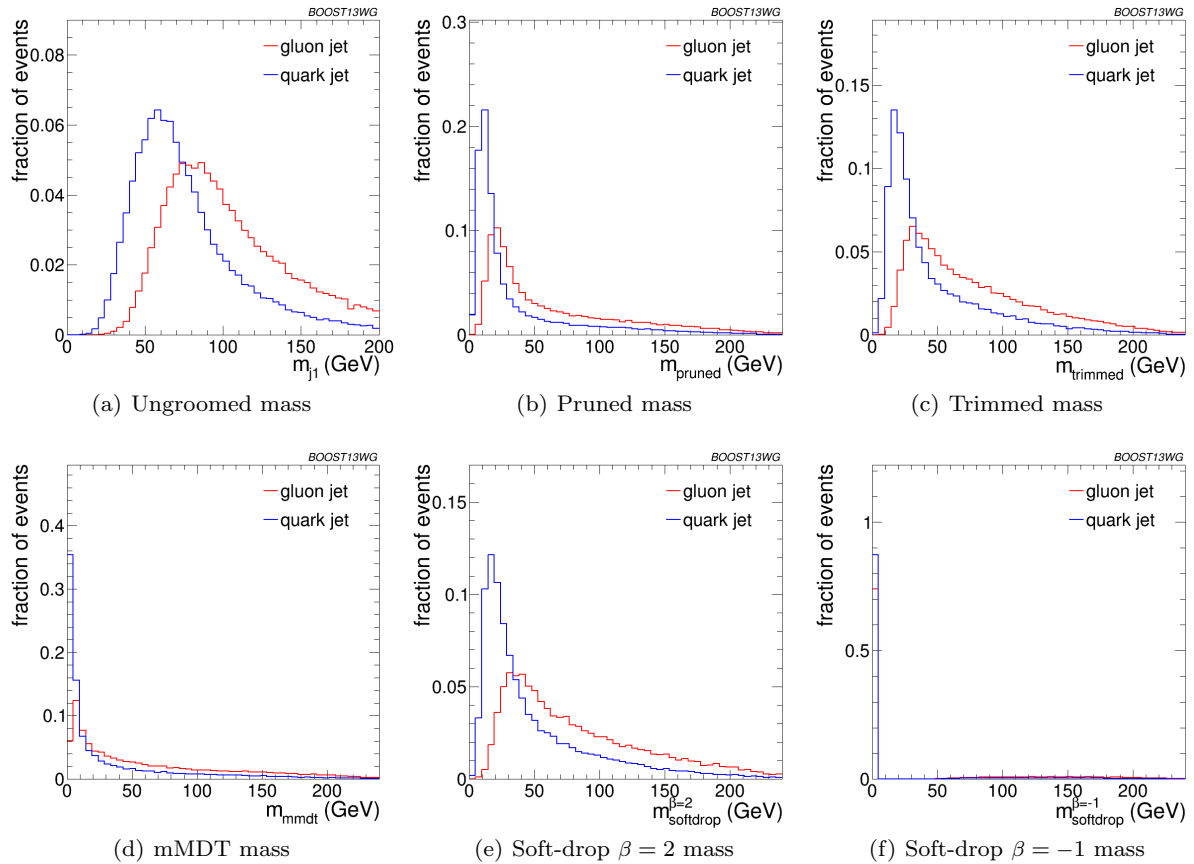 BOOST13WG
fraction of events
0.08
0.06
0.04
0.02
0
gluon jet
quark jet
0 50 100 150 200
m_j1 (GeV)
(a) Ungroomed mass
BOOST13WG
fraction of events
0.3
0.2
0.1
0
gluon jet
quark jet
0 50 100 150 200
m_pruned (GeV)
(b) Pruned mass
BOOST13WG
fraction of events
0.15
0.1
0.05
0
gluon jet
quark jet
0 50 100 150 200
m_trimmed (GeV)
(c) Trimmed mass
BOOST13WG
fraction of events
0.4
0.3
0.2
0.1
0
gluon jet
quark jet
0 50 100 150 200
m_mmdt (GeV)
(d) mMDT mass
BOOST13WG
fraction of events
0.15
0.1
0.05
0
gluon jet
quark jet
0 50 100 150 200
m^β=2_softdrop (GeV)
(e) Soft-drop β = 2 mass
BOOST13WG
fraction of events
1
0.5
0
gluon jet
quark jet
0 50 100 150 200
m^β=-1_softdrop (GeV)
(f) Soft-drop β = −1 mass